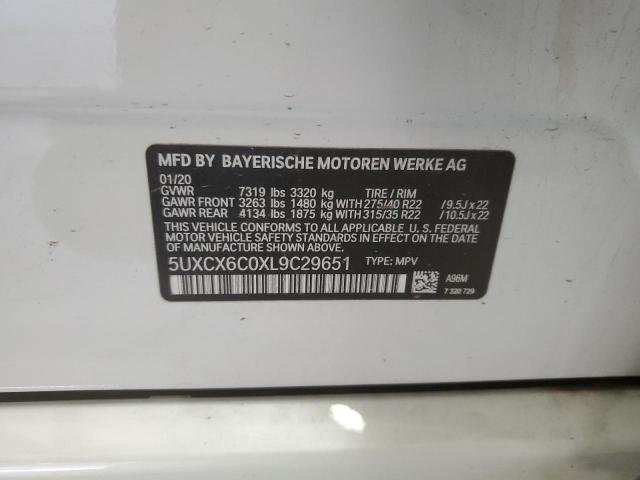 MFD BY BAYERISCHE MOTOREN WERKE AG
01/20
GVWR 7319 lbs 3320 kg TIRE / RIM
GAWR FRONT 3263 lbs 1480 kg WITH 275/40 R22 /9.5J x 22
GAWR REAR 4134 lbs 1875 kg WITH 315/35 R22 /10.5J x 22
THIS VEHICLE CONFORMS TO ALL APPLICABLE U. S. FEDERAL
MOTOR VEHICLE SAFETY STANDARDS IN EFFECT ON THE DATE
OF MANUFACTURE SHOWN ABOVE.
5UXCX6C0XL9C29651 TYPE: MPV
A96M
7 320 729